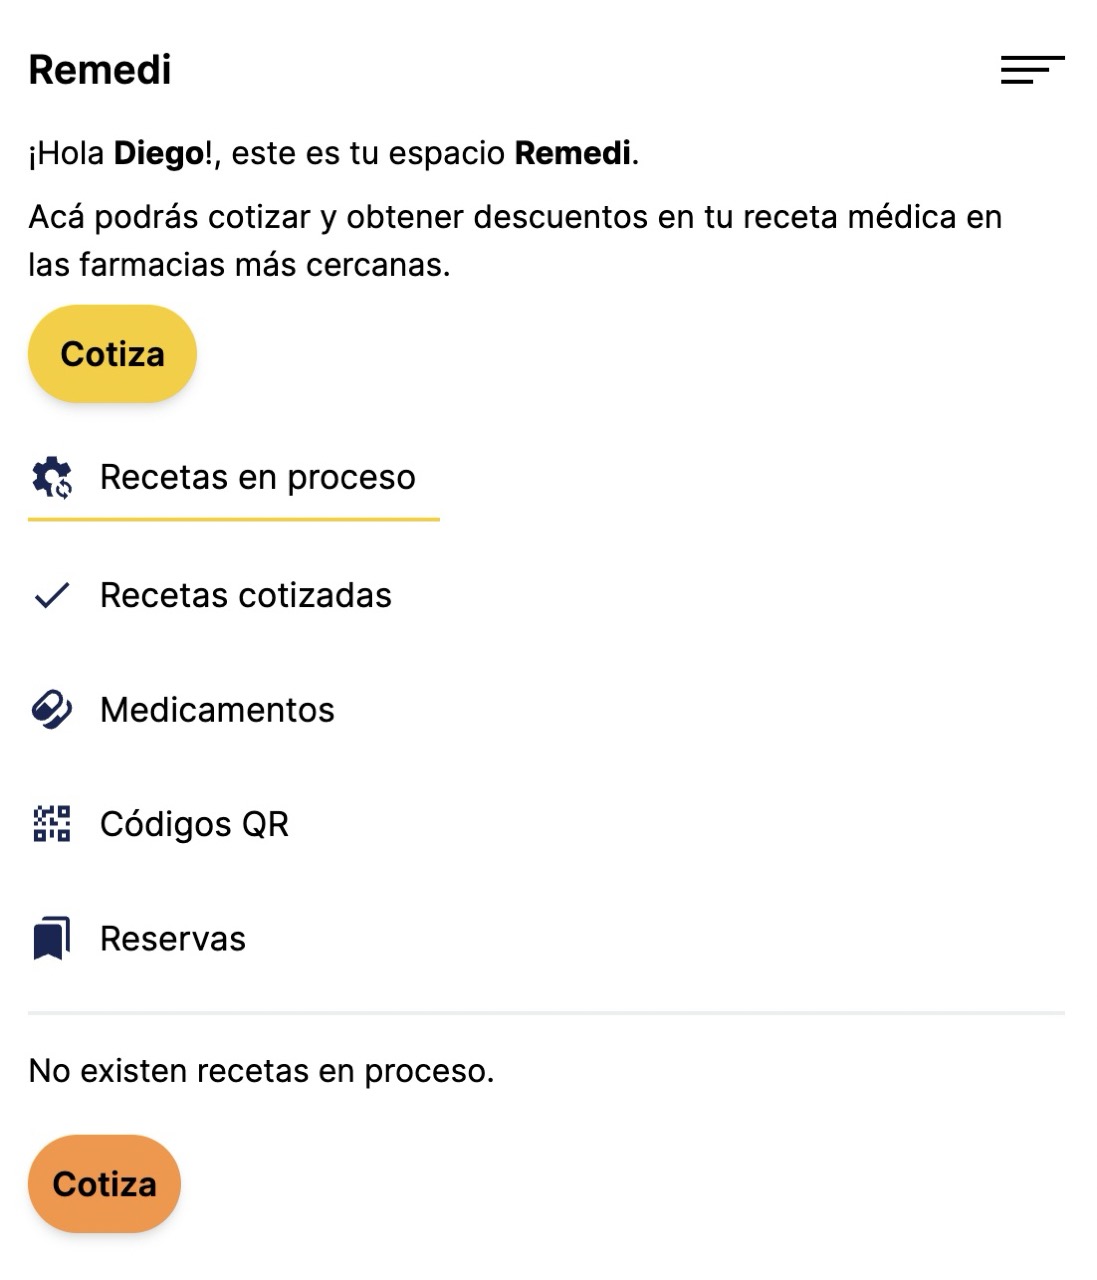 Remedi
¡Hola Diego!, este es tu espacio Remedi.
Acá podrás cotizar y obtener descuentos en tu receta médica en
las farmacias más cercanas.
Cotiza
Recetas en proceso
Recetas cotizadas
Medicamentos
Códigos QR
Reservas
No existen recetas en proceso.
Cotiza